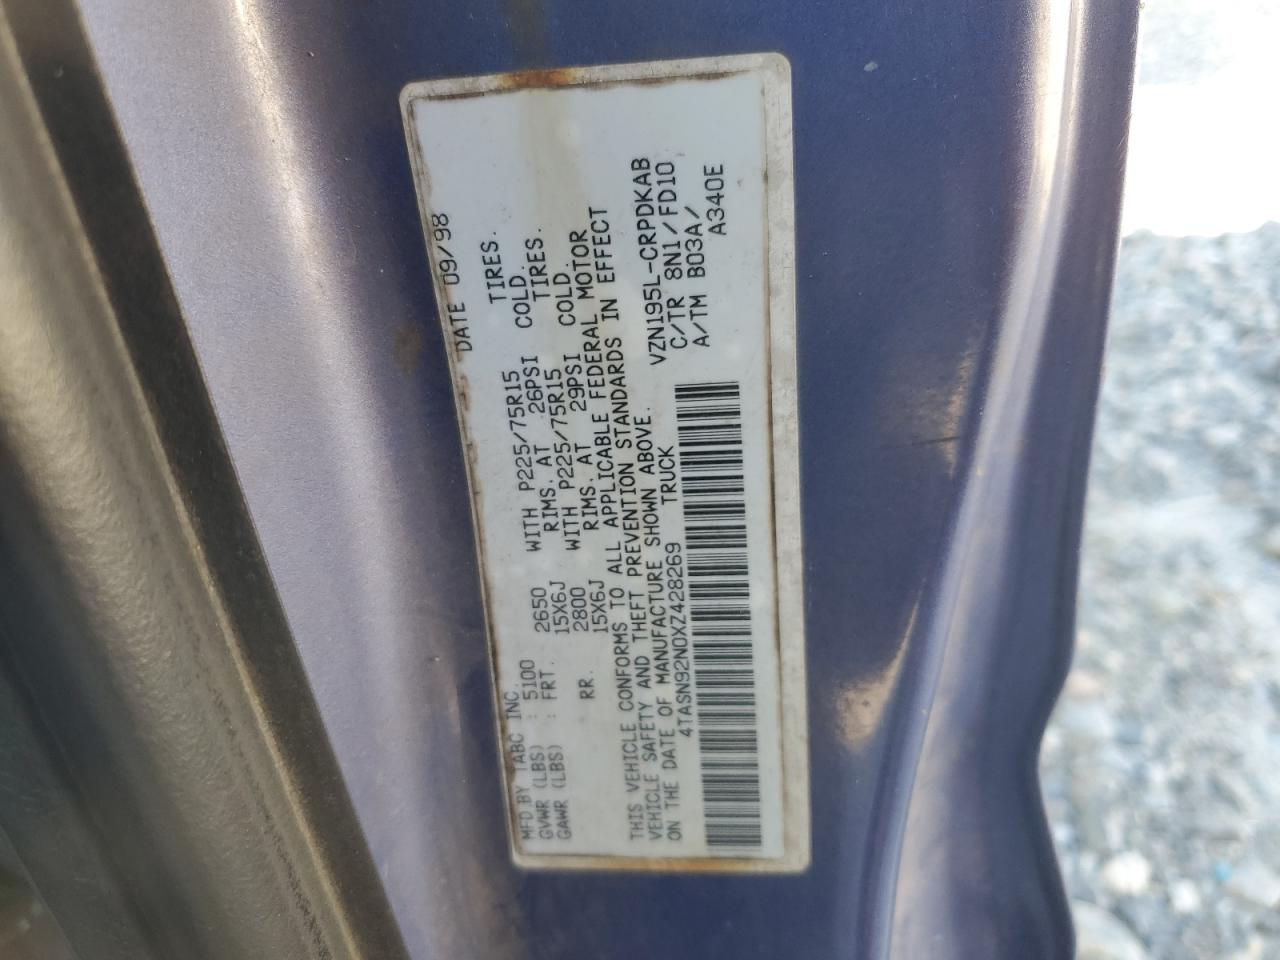 DATE 09/98
MFD BY TABC INC.
GVWR (LBS) : 5100
GAWR (LBS) : FRT. 2650 WITH P225/75R15 TIRES.
15X6J RIMS. AT 26PSI COLD.
RR. 2800 WITH P225/75R15 TIRES.
15X6J RIMS. AT 29PSI COLD.
THIS VEHICLE CONFORMS TO ALL APPLICABLE FEDERAL MOTOR
VEHICLE SAFETY AND THEFT PREVENTION STANDARDS IN EFFECT
ON THE DATE OF MANUFACTURE SHOWN ABOVE.
4TASN92N0XZ428269 TRUCK
VZN195L-CRPDKAB
C/TR 8N1/FD10
A/TM B03A/
A340E